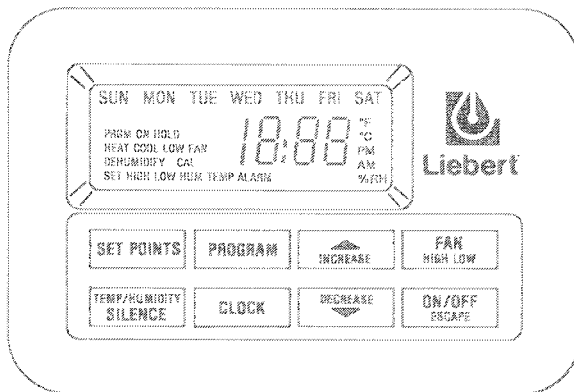 SUN MON TUE WED THU FRI SAT
PRGM ON HOLD
HEAT COOL LOW FAN
DEHUMIDIFY CAL
SET HIGH LOW HUM TEMP ALARM
18:88
°F
°C
PM
AM
%RH
Liebert
SET POINTS
PROGRAM
INCREASE
FAN
HIGH LOW
TEMP/HUMIDITY
SILENCE
CLOCK
DECREASE
ON/OFF
ESCAPE